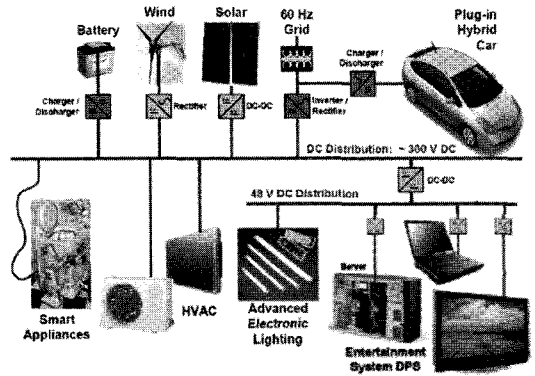 Battery
Wind
Solar
60 Hz
Grid
Plug-in
Hybrid
Car
Charger /
Discharger
Charger /
Discharger
Rectifier
DC-DC
Inverter /
Rectifier
DC Distribution: ~ 300 V DC
DC-DC
48 V DC Distribution
Smart
Appliances
HVAC
Advanced
Electronic
Lighting
Server
Entertainment
System DPS